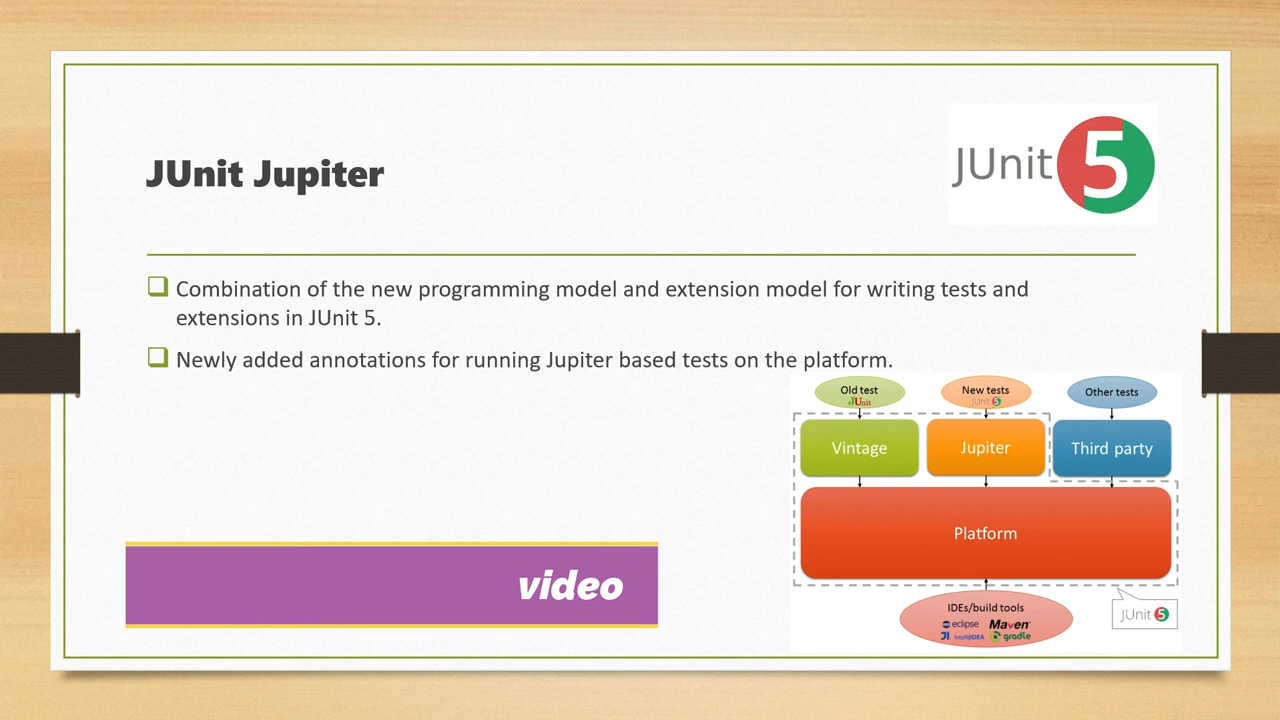 JUnit Jupiter
JUnit 5
Combination of the new programming model and extension model for writing tests and
extensions in JUnit 5.
Newly added annotations for running Jupiter based tests on the platform.
Old test
JUnit
New tests
JUnit 5
Other tests
Vintage
Jupiter
Third party
Platform
video
IDEs/build tools
eclipse
Maven
JI
IntelliJIDEA
gradle
JUnit 5